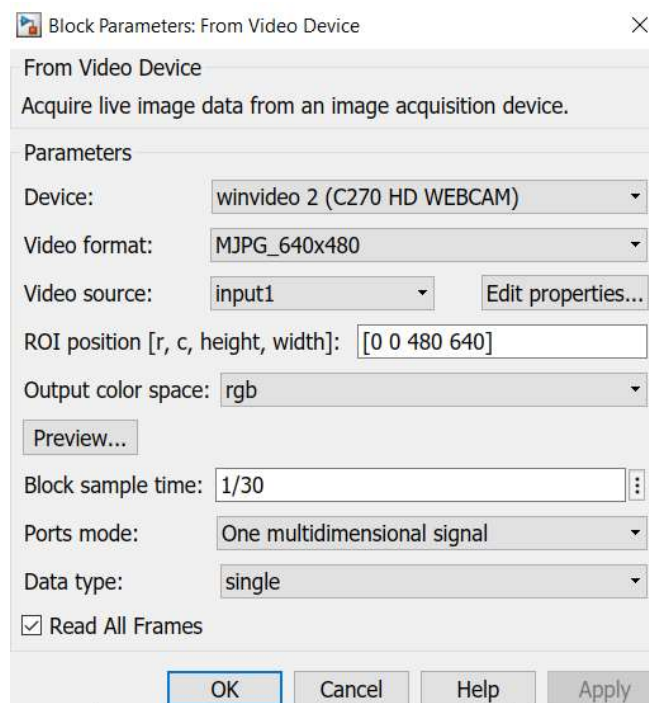 Block Parameters: From Video Device
From Video Device
Acquire live image data from an image acquisition device.
Parameters
Device: winvideo 2 (C270 HD WEBCAM)
Video format: MJPG_640x480
Video source: input1 Edit properties...
ROI position [r, c, height, width]: [0 0 480 640]
Output color space: rgb
Preview...
Block sample time: 1/30
Ports mode: One multidimensional signal
Data type: single
Read All Frames
OK Cancel Help Apply